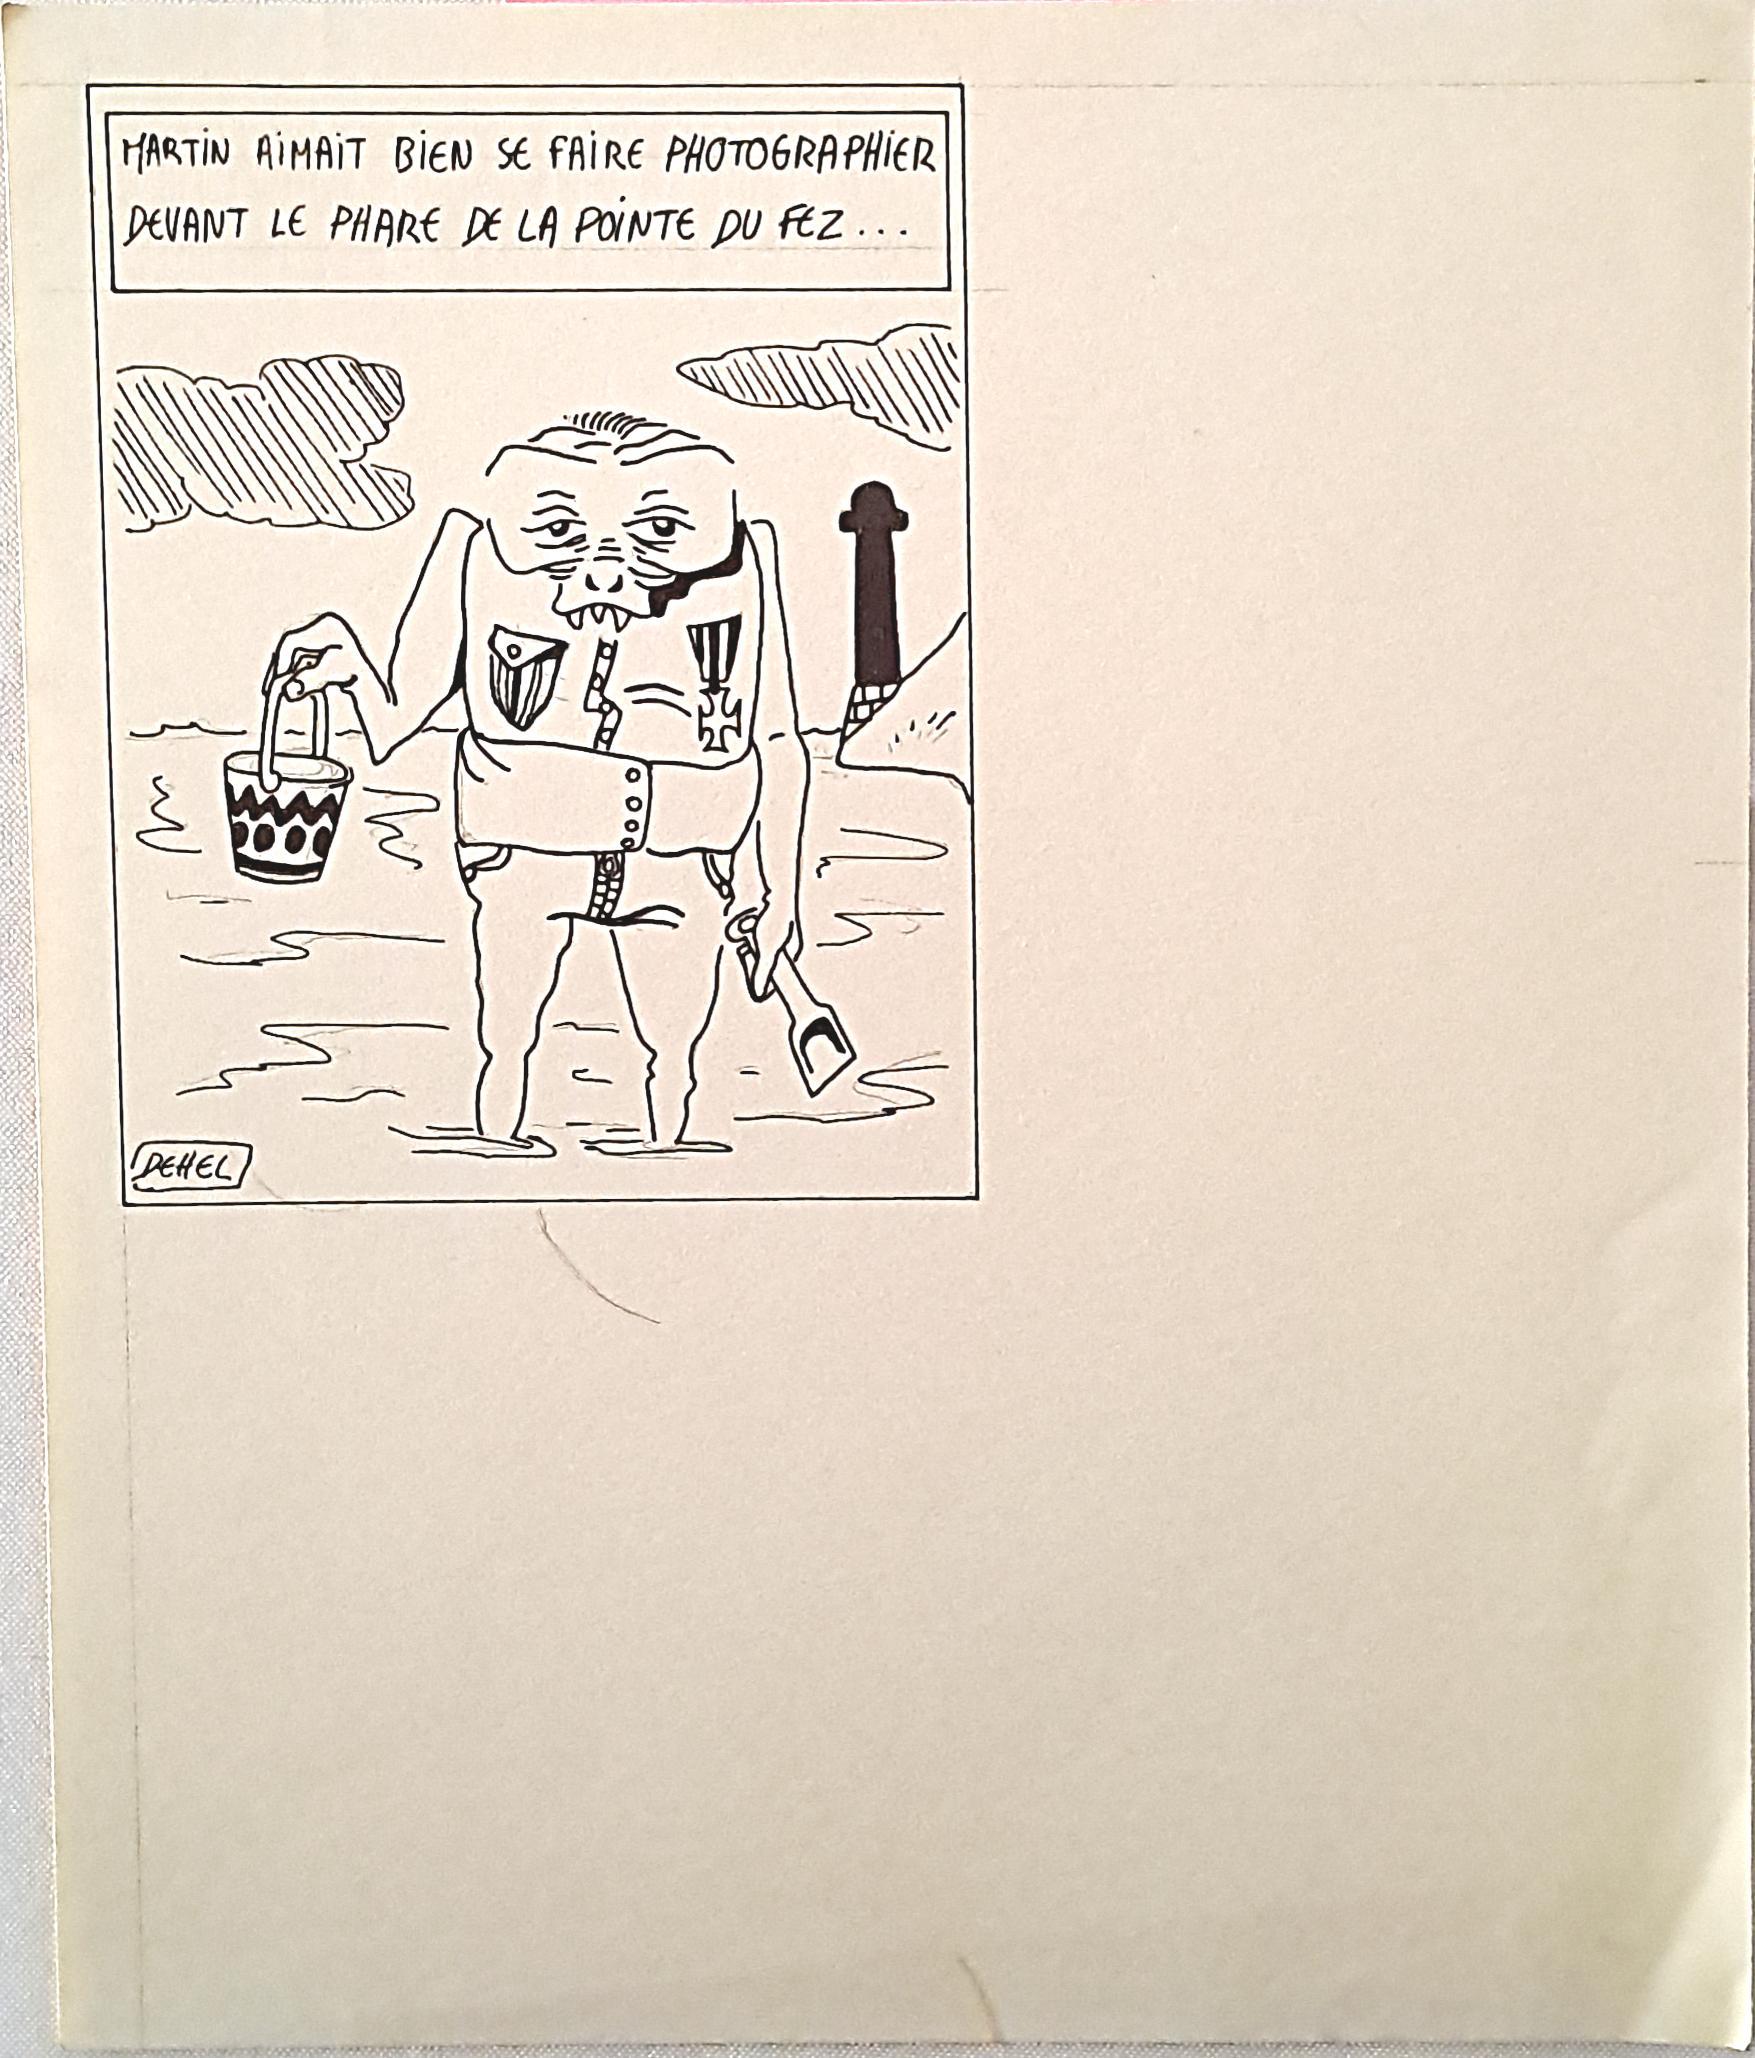 MARTIN AIMAIT BIEN SE FAIRE PHOTOGRAPHIER
DEVANT LE PHARE DE LA POINTE DU FEZ...
DEHEL